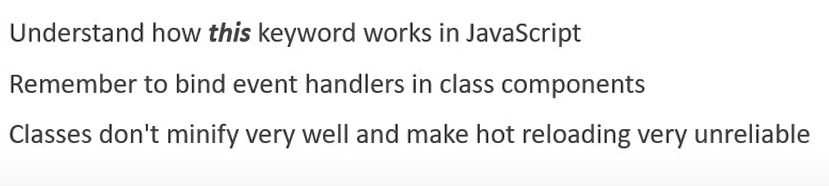 Understand how this keyword works in JavaScript
Remember to bind event handlers in class components
Classes don't minify very well and make hot reloading very unreliable